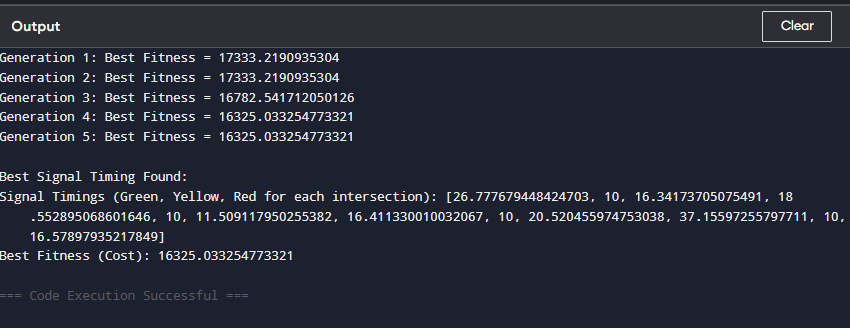 Output
Clear
Generation 1: Best Fitness = 17333.2190935304
Generation 2: Best Fitness = 17333.2190935304
Generation 3: Best Fitness = 16782.541712050126
Generation 4: Best Fitness = 16325.033254773321
Generation 5: Best Fitness = 16325.033254773321
Best Signal Timing Found:
Signal Timings (Green, Yellow, Red for each intersection): [26.777679448424703, 10, 16.34173705075491, 18
.552895068601646, 10, 11.509117950255382, 16.411330010032067, 10, 20.520455974753038, 37.15597255797711, 10,
16.57897935217849]
Best Fitness (Cost): 16325.033254773321
=== Code Execution Successful ===